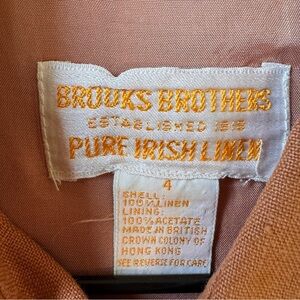 BROOKS BROTHERS
ESTABLISHED 1818
PURE IRISH LINEN
4
SHELL:
100% LINEN
LINING:
100% ACETATE
MADE IN BRITISH
CROWN COLONY OF
HONG KONG
SEE REVERSE FOR CARE